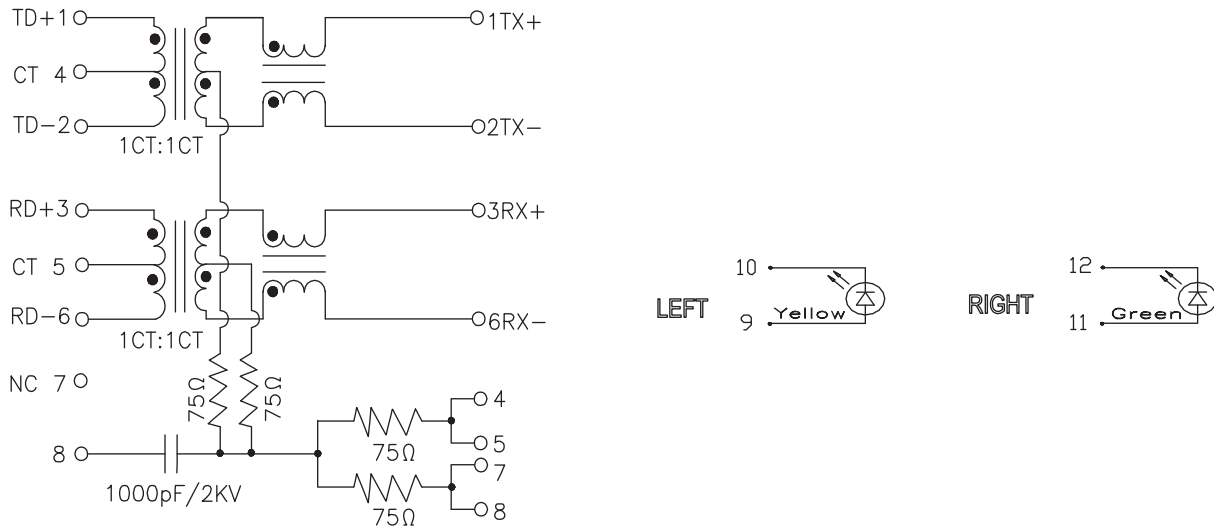 TD+1
1TX+
CT 4
TD-2
2TX-
1CT:1CT
RD+3
3RX+
CT 5
RD-6
6RX-
1CT:1CT
NC 7
75Ω
75Ω
8
1000pF/2KV
75Ω
75Ω
4
5
7
8
LEFT
10
9
Yellow
RIGHT
12
11
Green